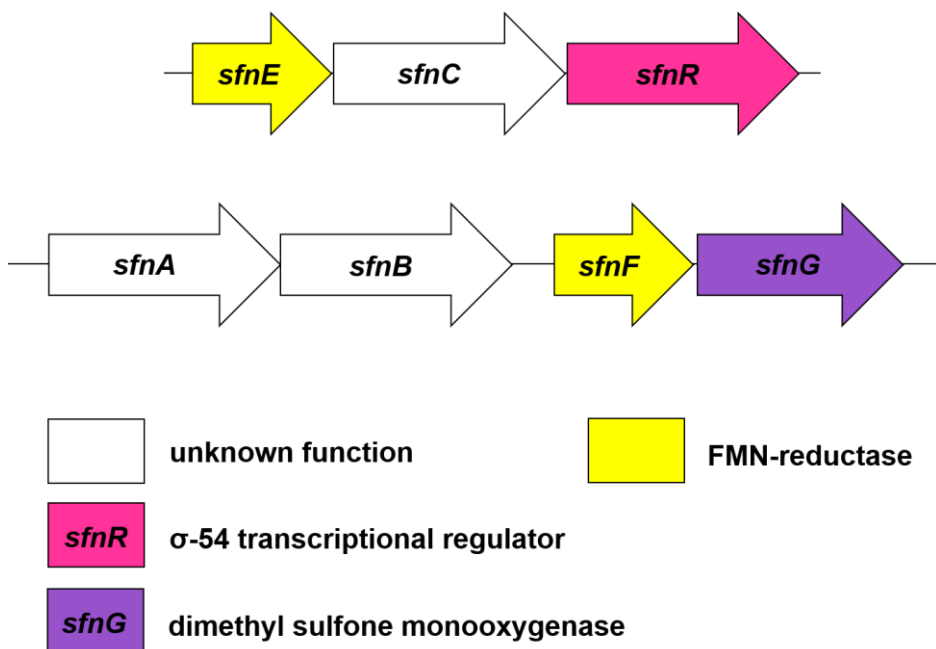 sfnE sfnC sfnR
sfnA sfnB sfnF sfnG
unknown function FMN-reductase
sfnR σ-54 transcriptional regulator
sfnG dimethyl sulfone monooxygenase